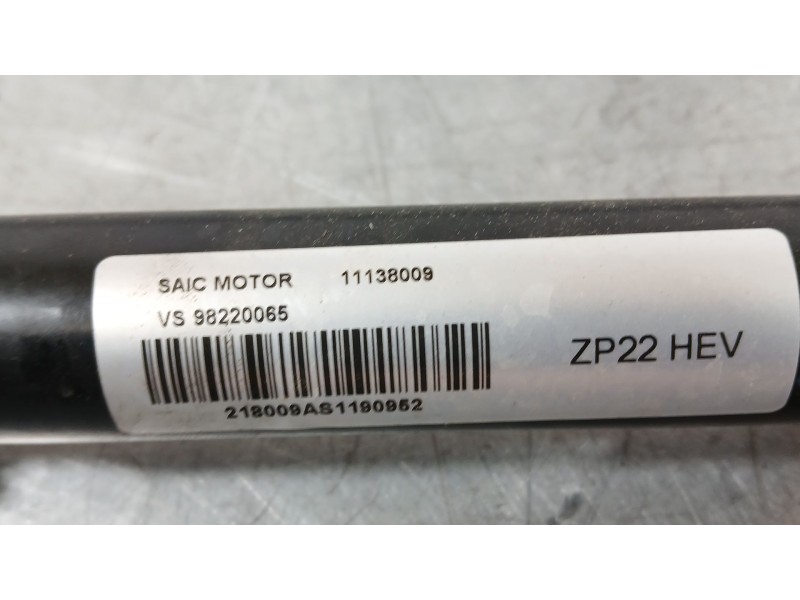 SAIC MOTOR 11138009
VS 98220065
218009AS1190952
ZP22 HEV